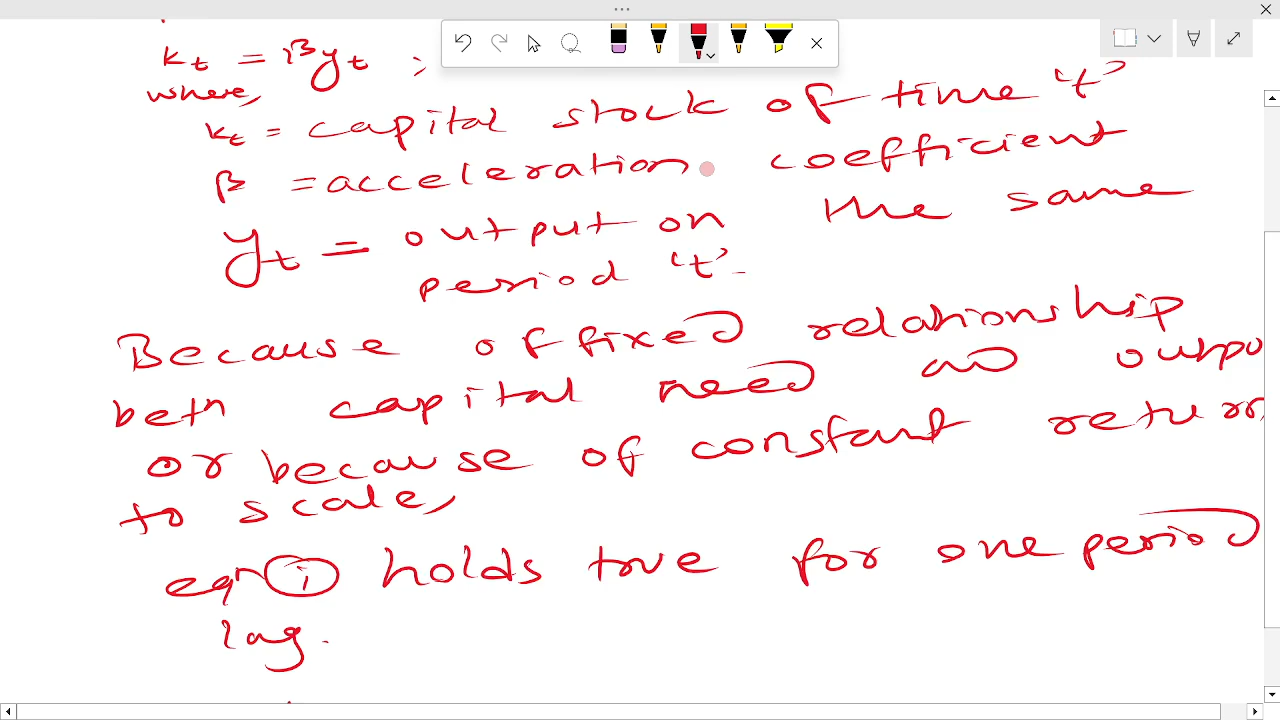 kt = βyt ;
where,
kt = capital stock of time 't'
β = acceleration coefficient
yt = output on the same
period 't'-
Because of fixed relationship
betn capital need and outpu
or because of constant return
to scale,
eqn (i) holds true for one period
lag.